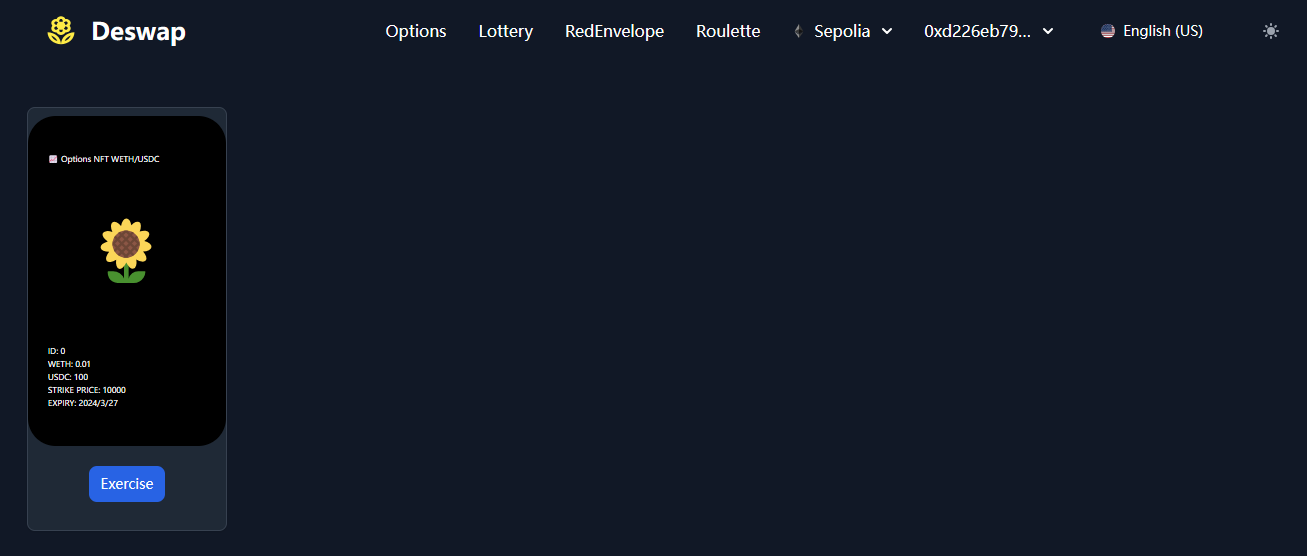 Deswap
Options Lottery RedEnvelope Roulette Sepolia 0xd226eb79... English (US)
Options NFT WETH/USDC
ID: 0
WETH: 0.01
USDC: 100
STRIKE PRICE: 10000
EXPIRY: 2024/3/27
Exercise